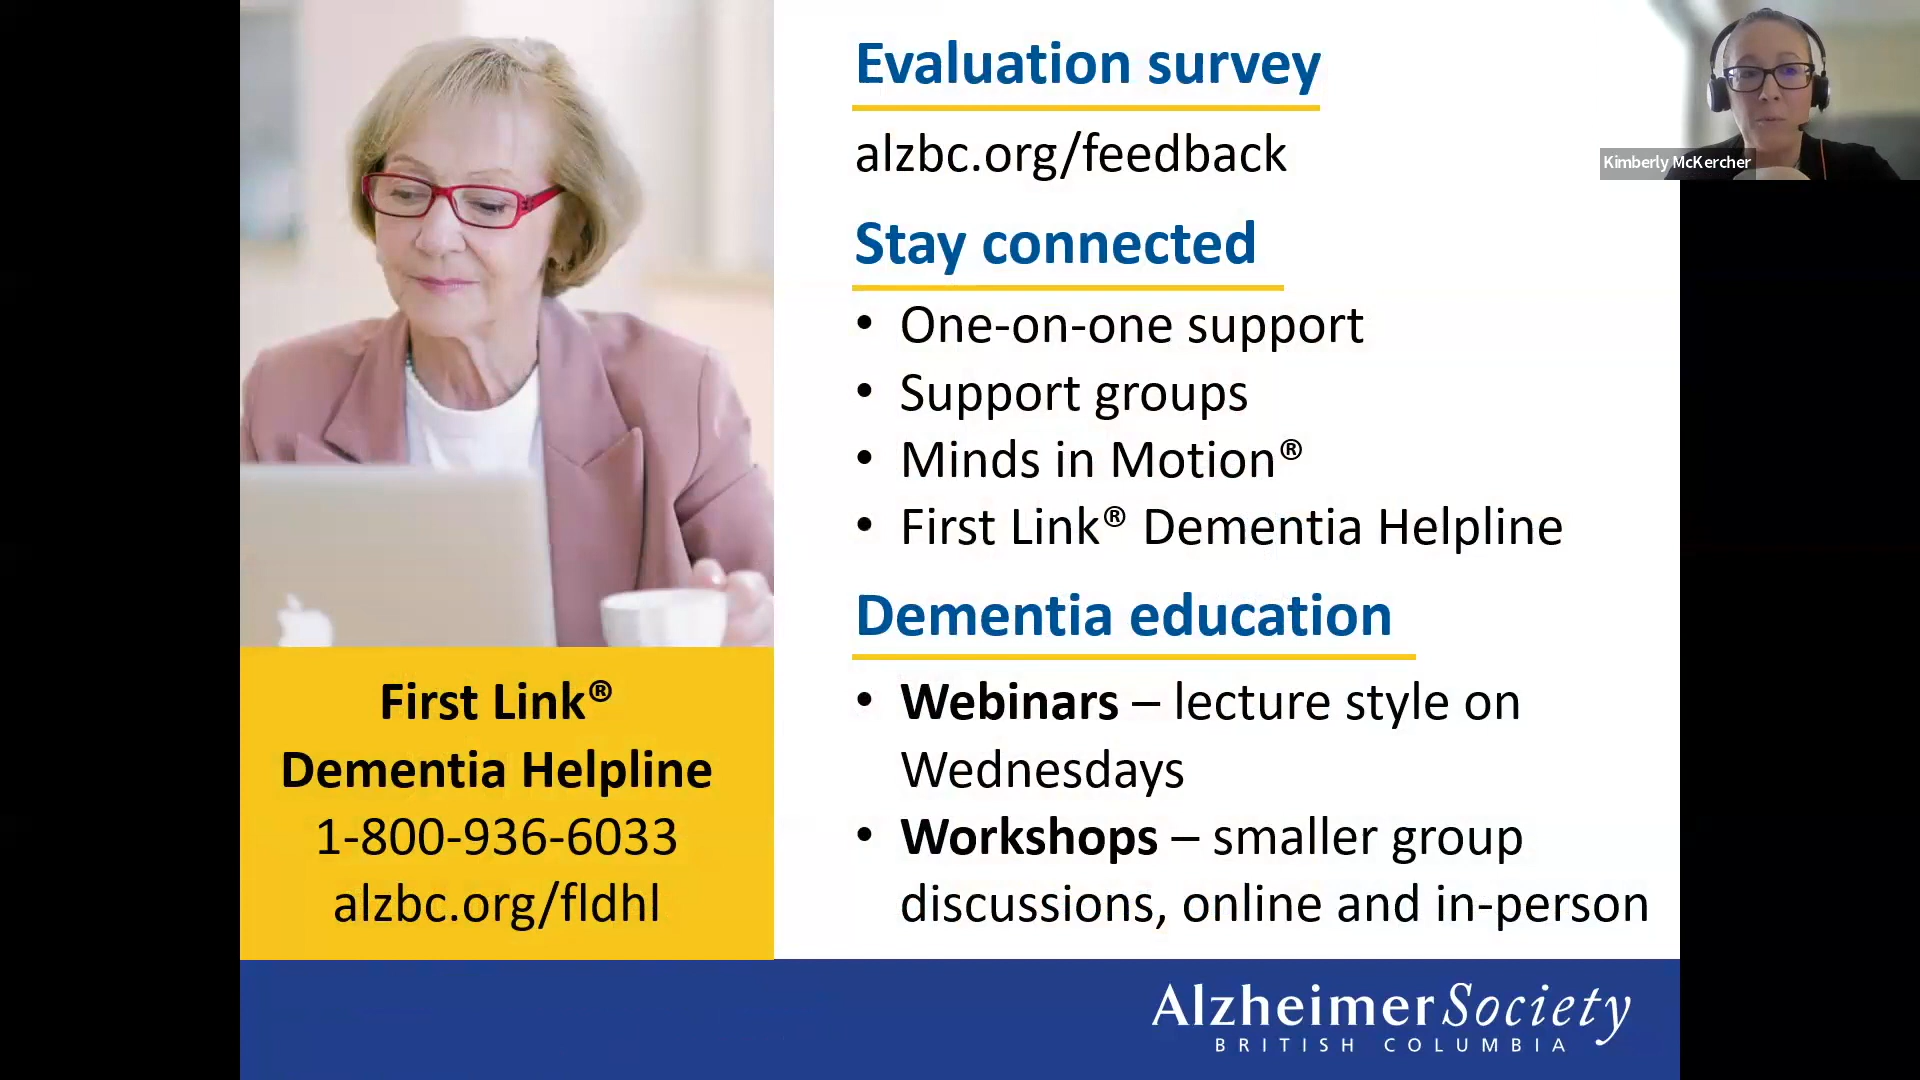 Evaluation survey
alzbc.org/feedback
Stay connected
• One-on-one support
• Support groups
• Minds in Motion®
• First Link® Dementia Helpline
Dementia education
• Webinars – lecture style on
Wednesdays
• Workshops – smaller group
discussions, online and in-person
First Link®
Dementia Helpline
1-800-936-6033
alzbc.org/fldhl
AlzheimerSociety
BRITISH COLUMBIA
Kimberly McKercher